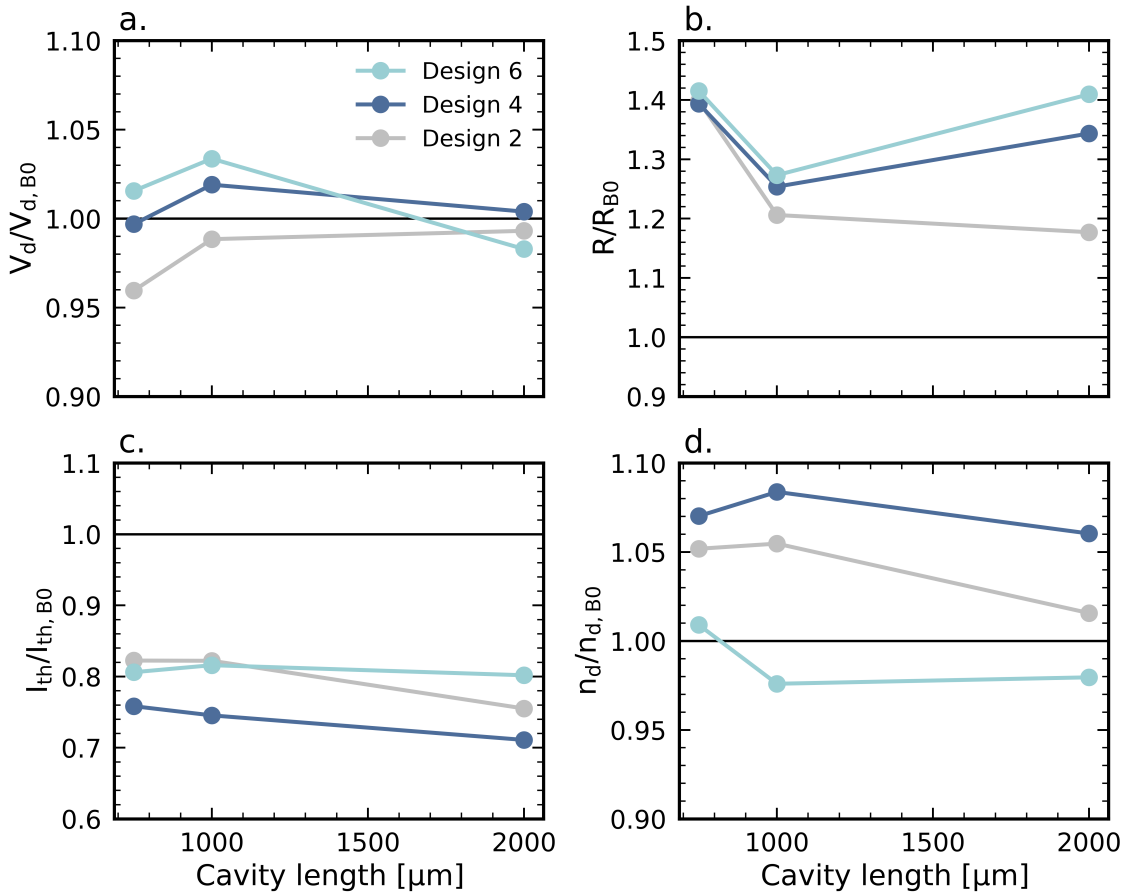 a.
1.10
1.05
1.00
0.95
0.90
V_d/V_d, B0
Design 6
Design 4
Design 2
b.
1.5
1.4
1.3
1.2
1.1
1.0
0.9
R/R_B0
c.
1.1
1.0
0.9
0.8
0.7
0.6
I_th/I_th, B0
1000
1500
2000
Cavity length [μm]
d.
1.10
1.05
1.00
0.95
0.90
n_d/n_d, B0
1000
1500
2000
Cavity length [μm]